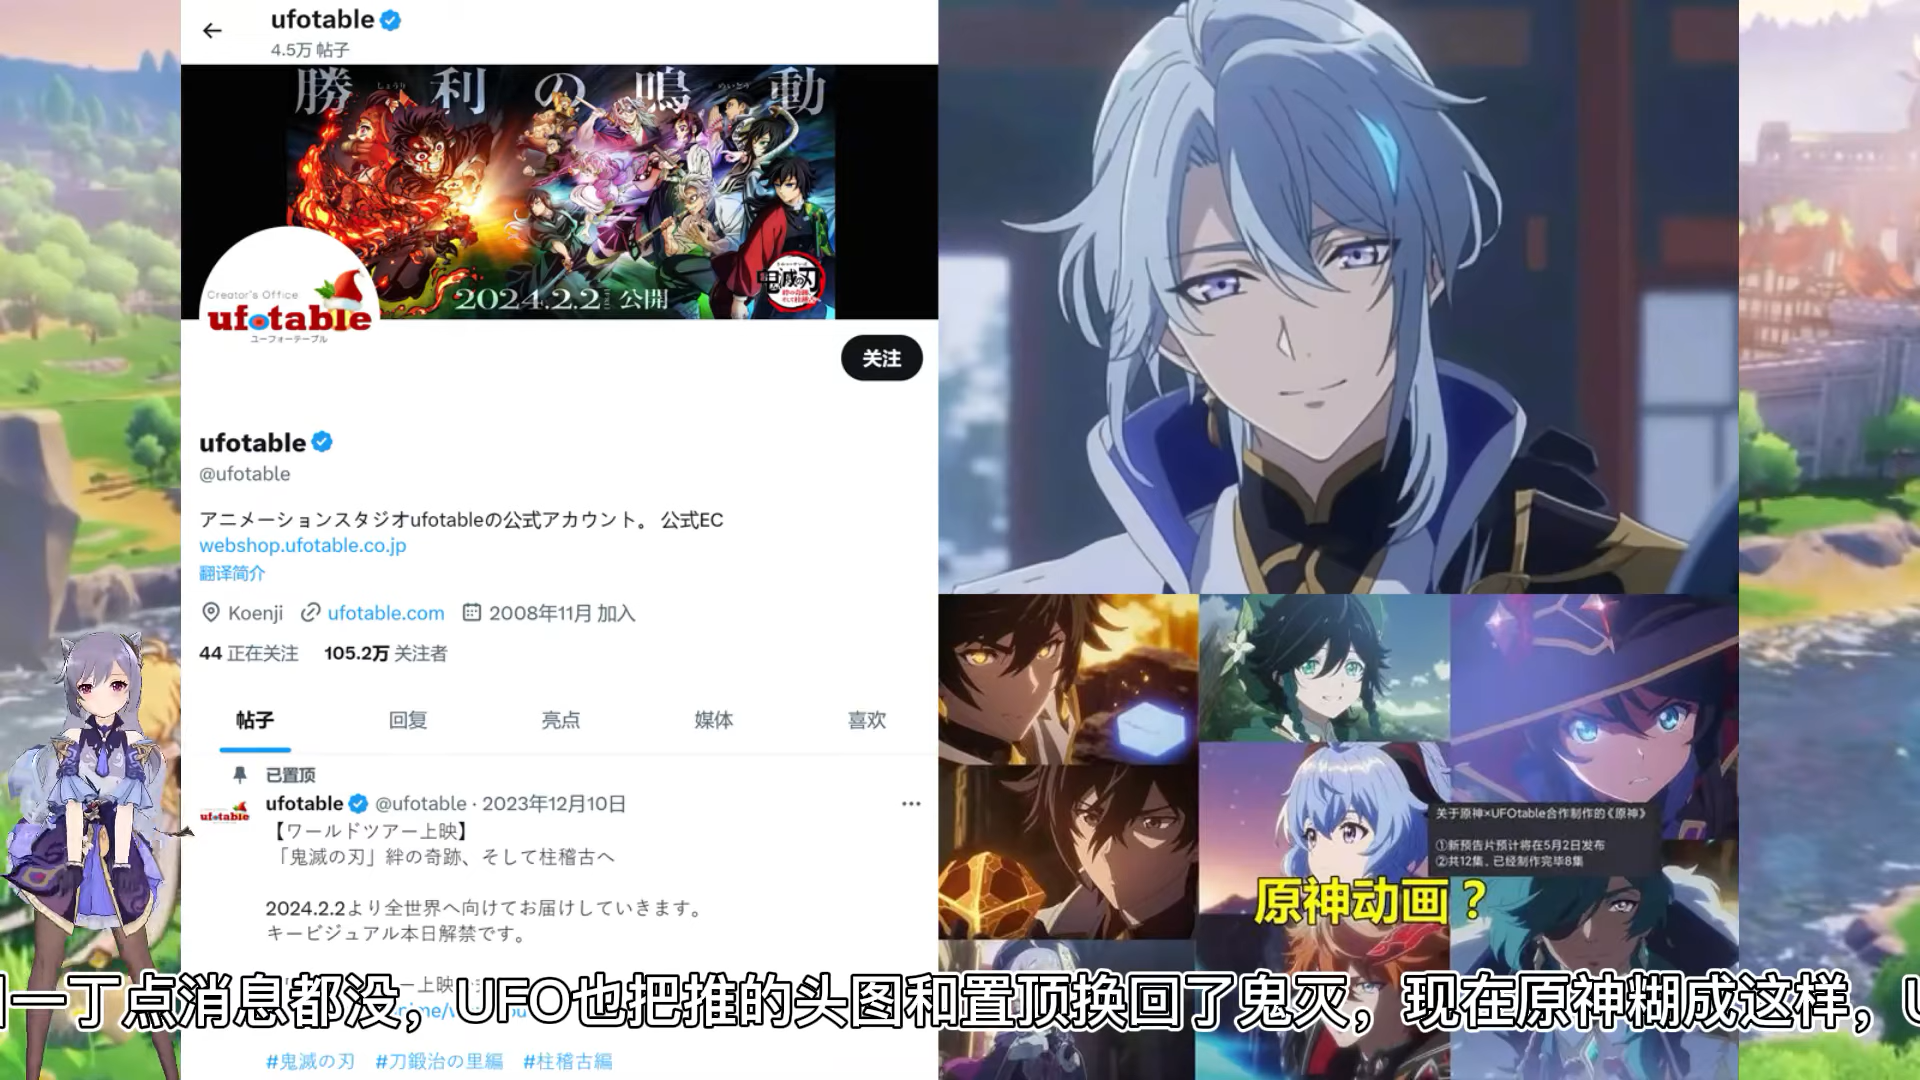 ufotable
4.5万 帖子
勝利の鳴動
しょうり めいどう
2024.2.2 公開
鬼滅の刃
Creator's Office
ufotable
ユーフォーテーブル
关注
ufotable
@ufotable
アニメーションスタジオufotableの公式アカウント。 公式EC
webshop.ufotable.co.jp
翻译简介
Koenji ufotable.com 2008年11月 加入
44 正在关注 105.2万 关注者
帖子 回复 亮点 媒体 喜欢
已置顶
ufotable @ufotable · 2023年12月10日
ufotable
【ワールドツアー上映】
「鬼滅の刃」絆の奇跡、そして柱稽古へ
2024.2.2より全世界へ向けてお届けしていきます。
キービジュアル本日解禁です。
#鬼滅の刃 #刀鍛治の里編 #柱稽古編
关于原神×UFOtable合作制作的《原神》
①新预告片预计将在5月2日发布
②共12集，已经制作完毕8集
原神动画？
一丁点消息都没，UFO也把推的头图和置顶换回了鬼灭，现在原神糊成这样，U